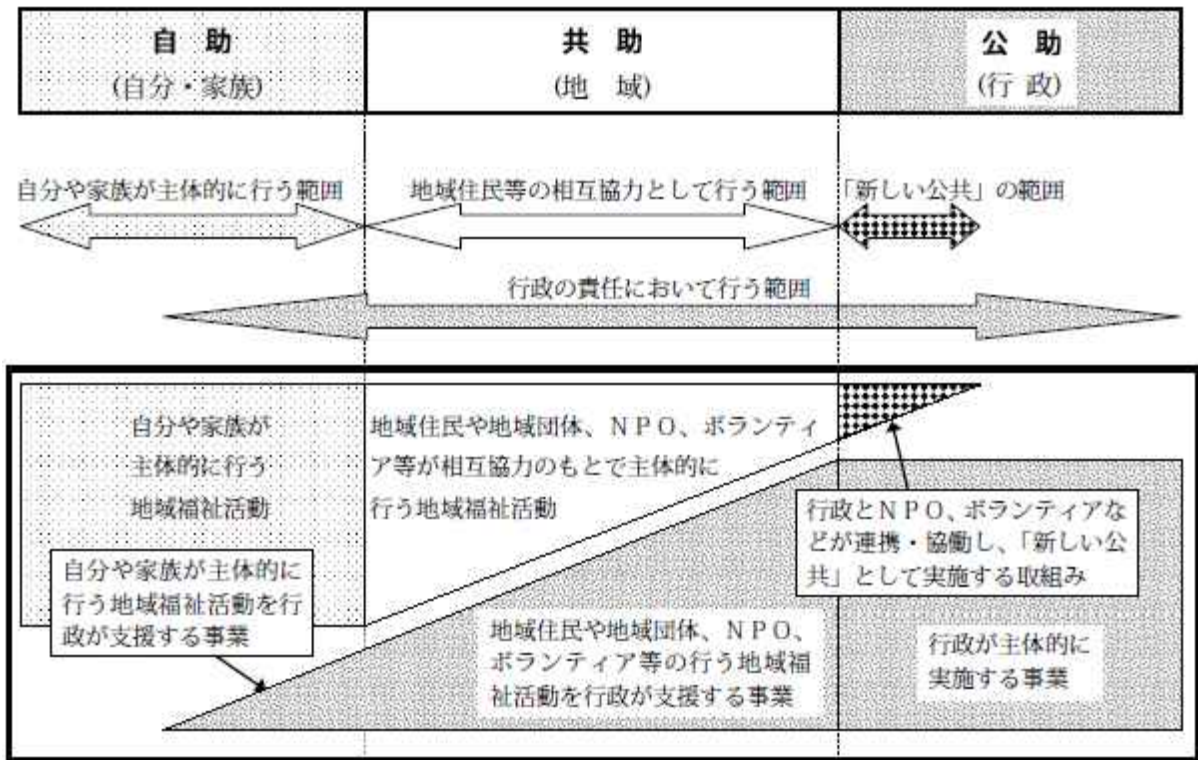 自 助
(自分・家族)
共 助
(地 域)
公 助
(行 政)
自分や家族が主体的に行う範囲
地域住民等の相互協力として行う範囲
「新しい公共」の範囲
行政の責任において行う範囲
自分や家族が
主体的に行う
地域福祉活動
地域住民や地域団体、ＮＰＯ、ボランティ
ア等が相互協力のもとで主体的に
行う地域福祉活動
行政とＮＰＯ、ボランティアな
どが連携・協働し、「新しい公
共」として実施する取組み
自分や家族が主体的に
行う地域福祉活動を行
政が支援する事業
地域住民や地域団体、ＮＰＯ、
ボランティア等の行う地域福
祉活動を行政が支援する事業
行政が主体的に
実施する事業